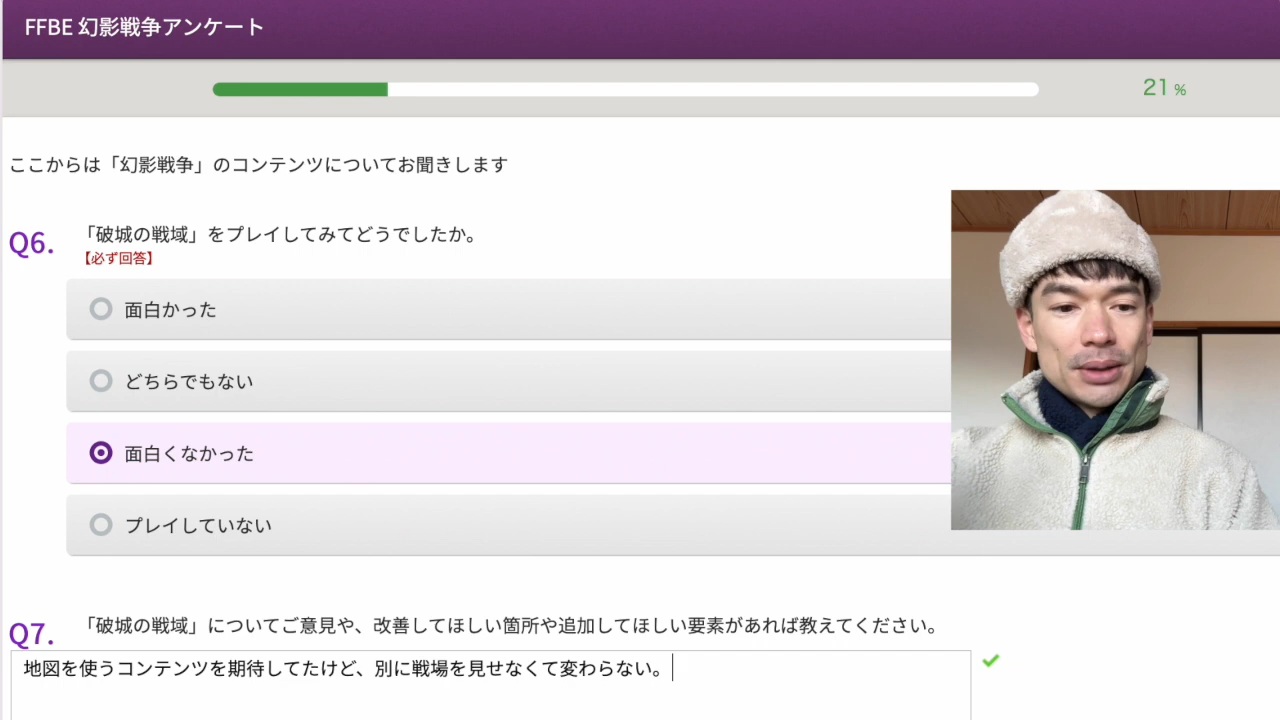 FFBE 幻影戦争アンケート
21 %
ここからは「幻影戦争」のコンテンツについてお聞きします
Q6.
「破城の戦域」をプレイしてみてどうでしたか。
【必ず回答】
面白かった
どちらでもない
面白くなかった
プレイしていない
Q7.
「破城の戦域」についてご意見や、改善してほしい箇所や追加してほしい要素があれば教えてください。
地図を使うコンテンツを期待してたけど、別に戦場を見せなくて変わらない。